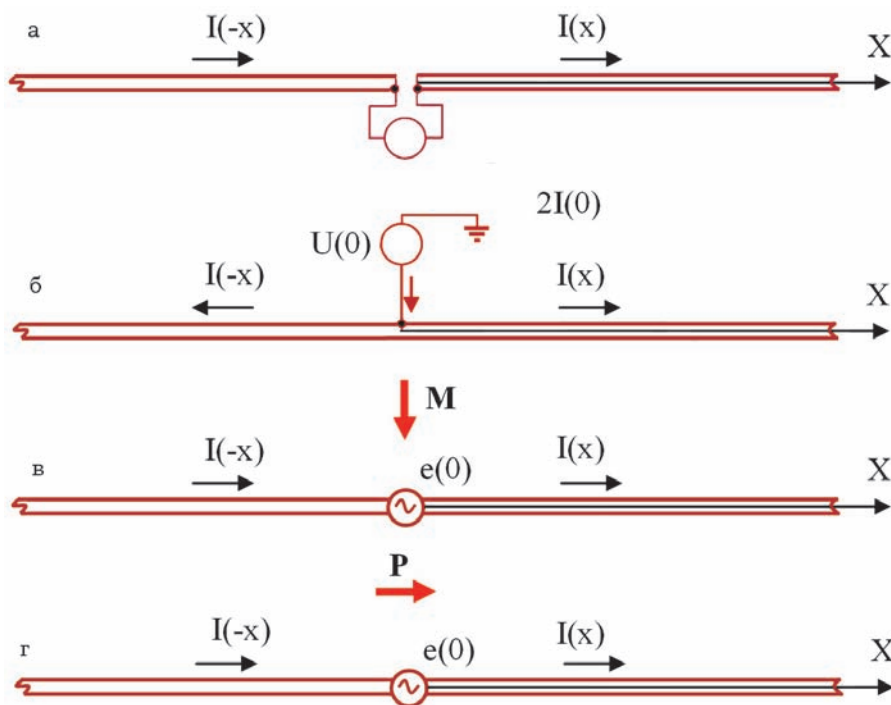 а
I(-x)
I(x)
X
2I(0)
U(0)
I(-x)
I(x)
б
X
M
I(-x)
I(x)
в
e(0)
X
P
I(-x)
I(x)
г
e(0)
X